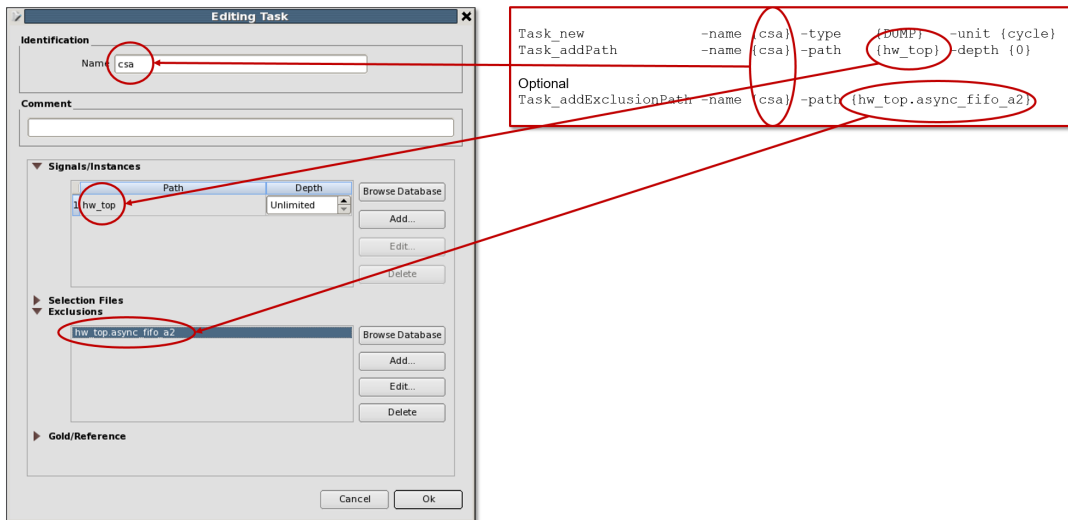 Editing Task
Identification
Name csa
Comment
Signals/Instances
Path Depth
1 hw_top Unlimited
Browse Database
Add...
Edit...
Delete
Selection Files
Exclusions
hw_top.async_fifo_a2
Browse Database
Add...
Edit...
Delete
Gold/Reference
Cancel Ok
Task_new -name {csa} -type {DUMP} -unit {cycle}
Task_addPath -name {csa} -path {hw_top} -depth {0}
Optional
Task_addExclusionPath -name {csa} -path {hw_top.async_fifo_a2}